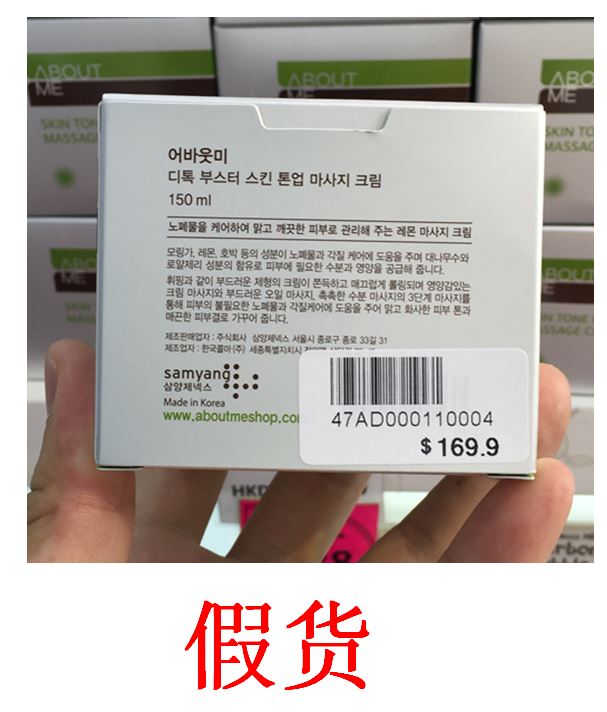 ABOUT
ME
SKIN TONE
MASSAGE
ABOUT
ME
ABOUT
ME
어바웃미
디톡 부스터 스킨 톤업 마사지 크림
150 ml
노폐물을 케어하여 맑고 깨끗한 피부로 관리해 주는 레몬 마사지 크림
모링가, 레몬, 호박 등의 성분이 노폐물과 각질 케어에 도움을 주며 대나무수와
로얄제리 성분의 함유로 피부에 필요한 수분과 영양을 공급해 줍니다.
휘핑과 같이 부드러운 제형의 크림이 쫀득하고 매끄럽게 롤링되며 영양감있는
크림 마사지와 부드러운 오일 마사지, 촉촉한 수분 마사지의 3단계 마사지를
통해 피부의 불필요한 노폐물과 각질케어에 도움을 주어 맑고 화사한 피부 톤과
매끈한 피부결로 가꾸어 줍니다.
제조판매업자 : 주식회사 삼양제넥스 서울시 종로구 종로 33길 31
제조업자 : 한국콜마 (주) 세종특별자치시
samyang
삼양제넥스
Made in Korea
www.aboutmeshop.co
47AD000110004
$169.9
HKD
假货